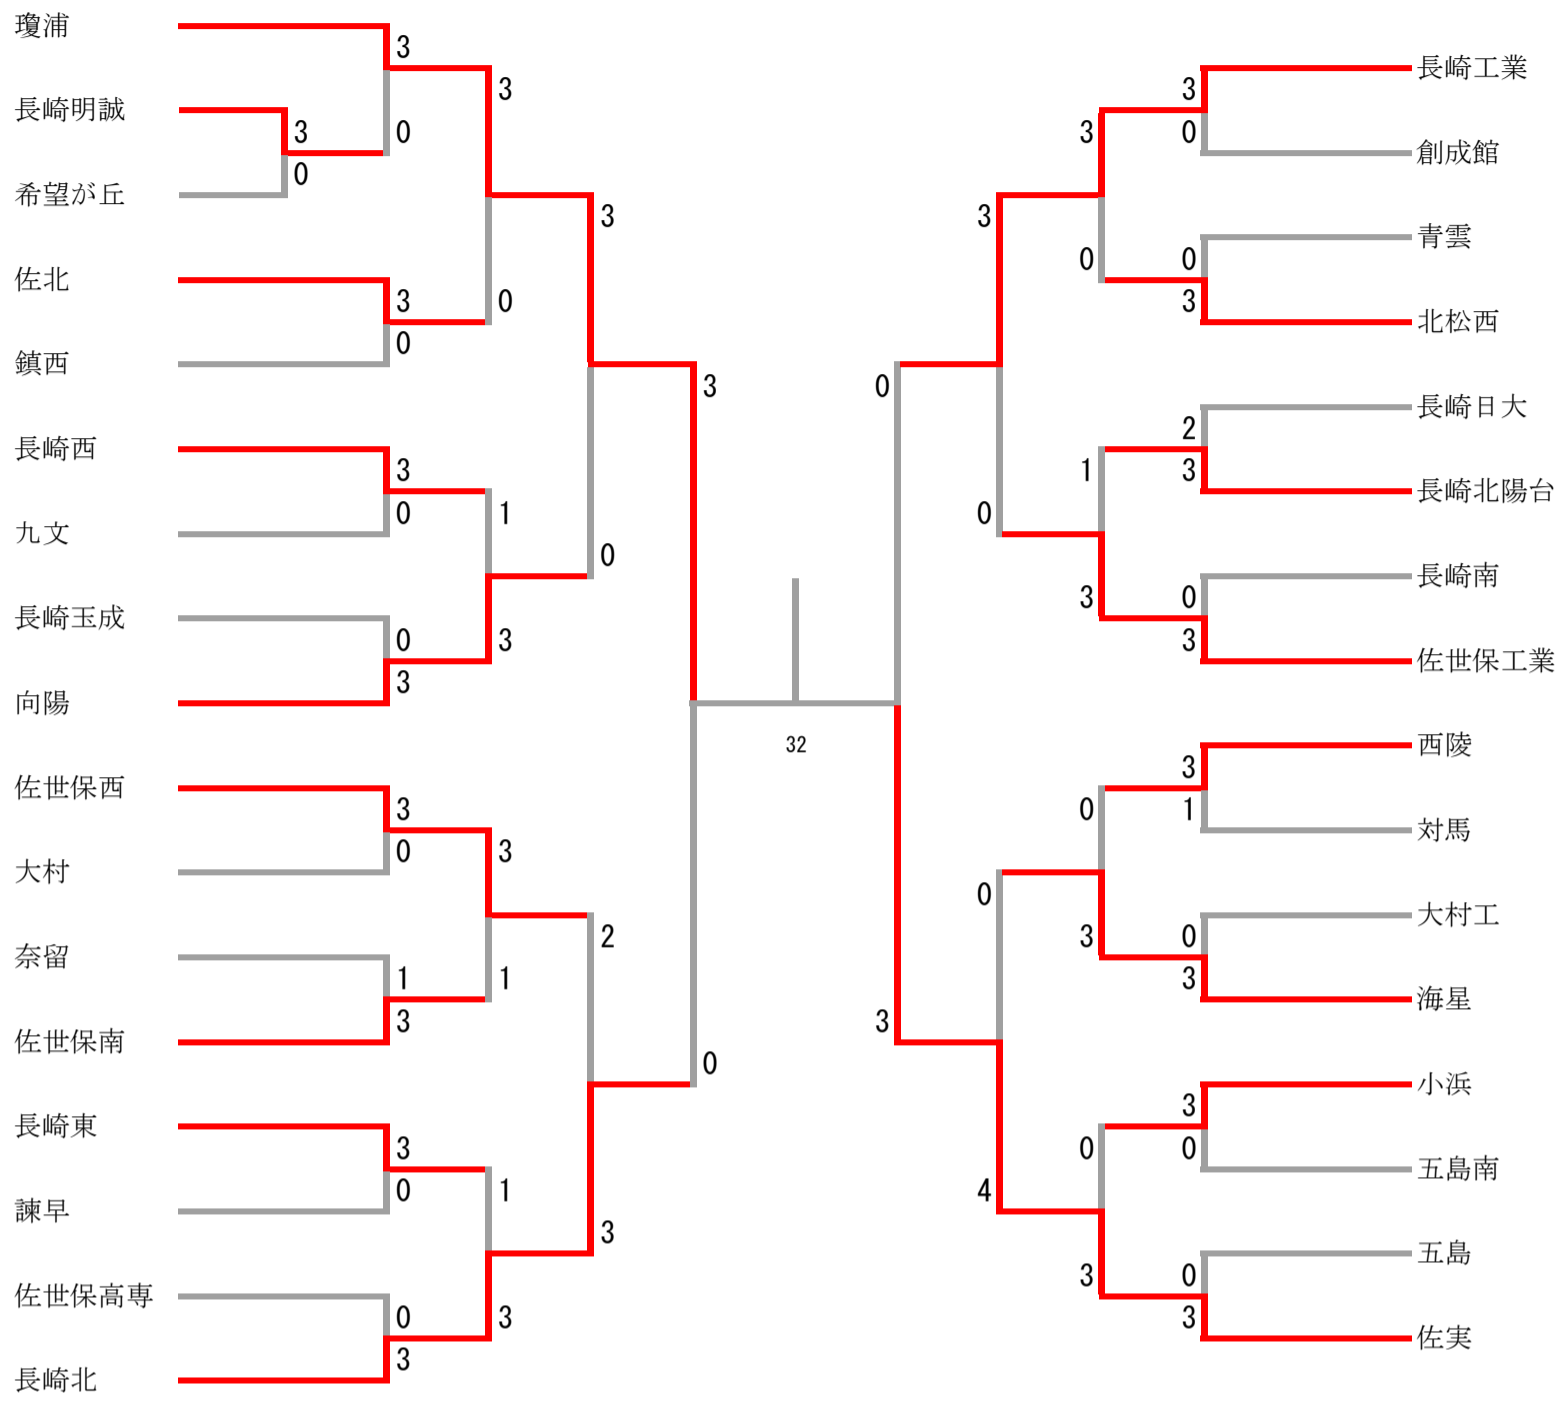 瓊浦
長崎明誠
希望が丘
佐北
鎮西
長崎西
九文
長崎玉成
向陽
佐世保西
大村
奈留
佐世保南
長崎東
諫早
佐世保高専
長崎北
3
0
3
0
3
0
3
0
0
3
3
0
1
3
3
0
0
3
3
0
1
3
3
1
1
3
3
0
2
3
3
0
32
0
3
3
0
0
4
3
0
1
3
0
3
0
3
3
0
0
3
2
3
0
3
3
1
0
3
3
0
0
3
長崎工業
創成館
青雲
北松西
長崎日大
長崎北陽台
長崎南
佐世保工業
西陵
対馬
大村工
海星
小浜
五島南
五島
佐実